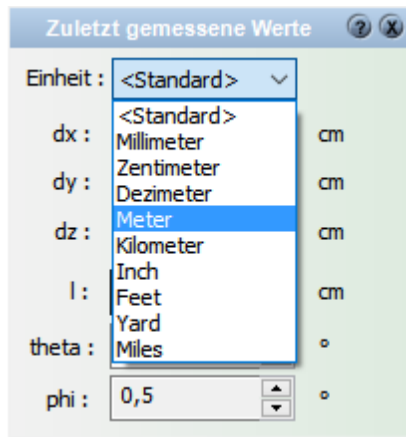 Zuletzt gemessene Werte
Einheit : <Standard>
<Standard>
Millimeter
dx : cm
Zentimeter
dy : cm
Dezimeter
Meter
dz : cm
Kilometer
Inch
l : cm
Feet
Yard
theta : °
Miles
phi : 0,5 °